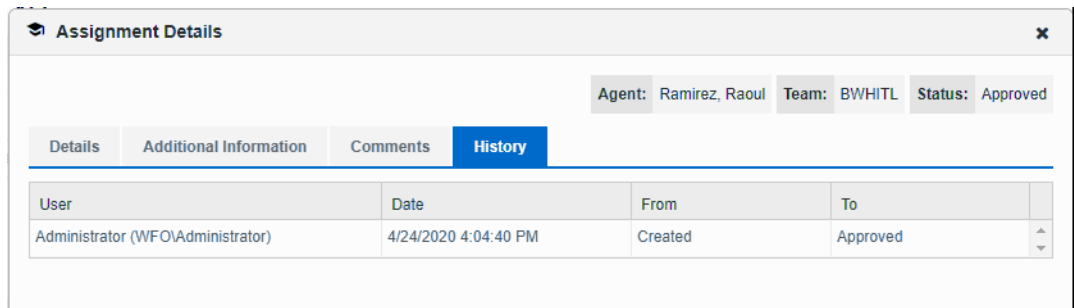 Assignment Details
Agent: Ramirez, Raoul Team: BWHITL Status: Approved
Details Additional Information Comments History
User Date From To
Administrator (WFO\Administrator) 4/24/2020 4:04:40 PM Created Approved